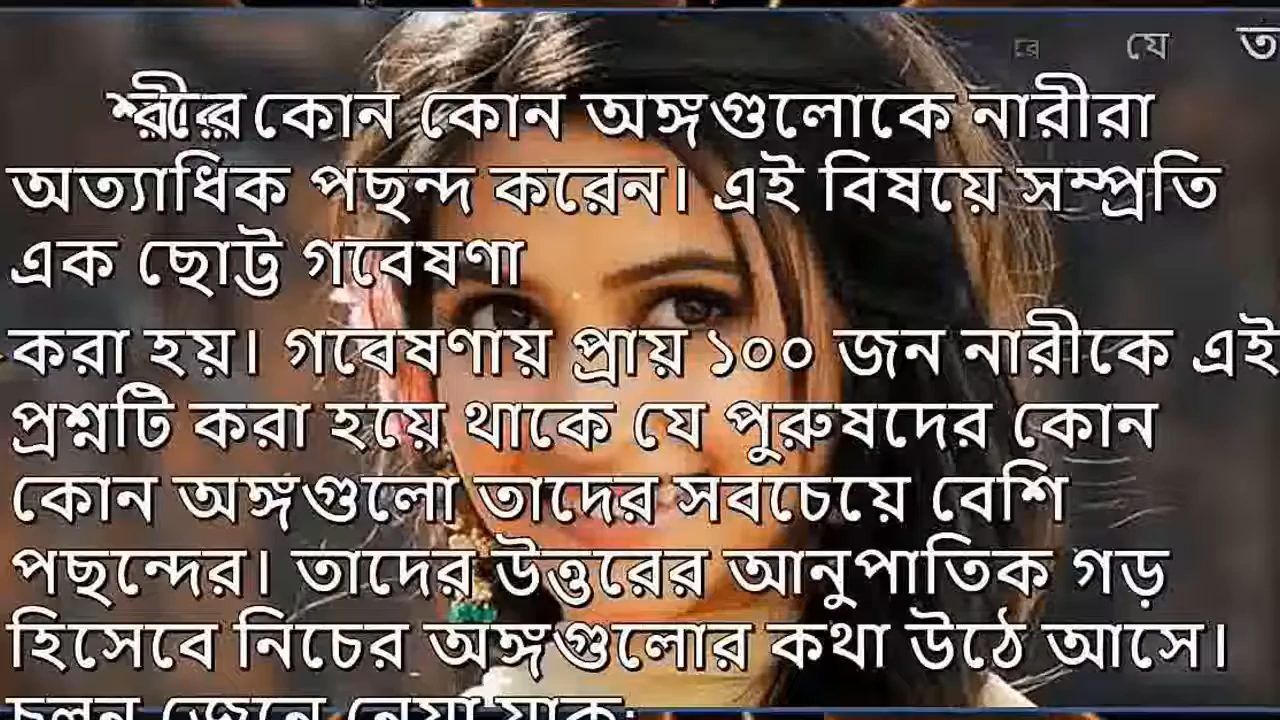 যে ত
শরীরের কোন কোন অঙ্গগুলোকে নারীরা
অত্যাধিক পছন্দ করেন। এই বিষয়ে সম্প্রতি
এক ছোট্ট গবেষণা
করা হয়। গবেষণায় প্রায় ১০০ জন নারীকে এই
প্রশ্নটি করা হয়ে থাকে যে পুরুষদের কোন
কোন অঙ্গগুলো তাদের সবচেয়ে বেশি
পছন্দের। তাদের উত্তরের আনুপাতিক গড়
হিসেবে নিচের অঙ্গগুলোর কথা উঠে আসে।
চলুন জেনে নেয়া যাক: